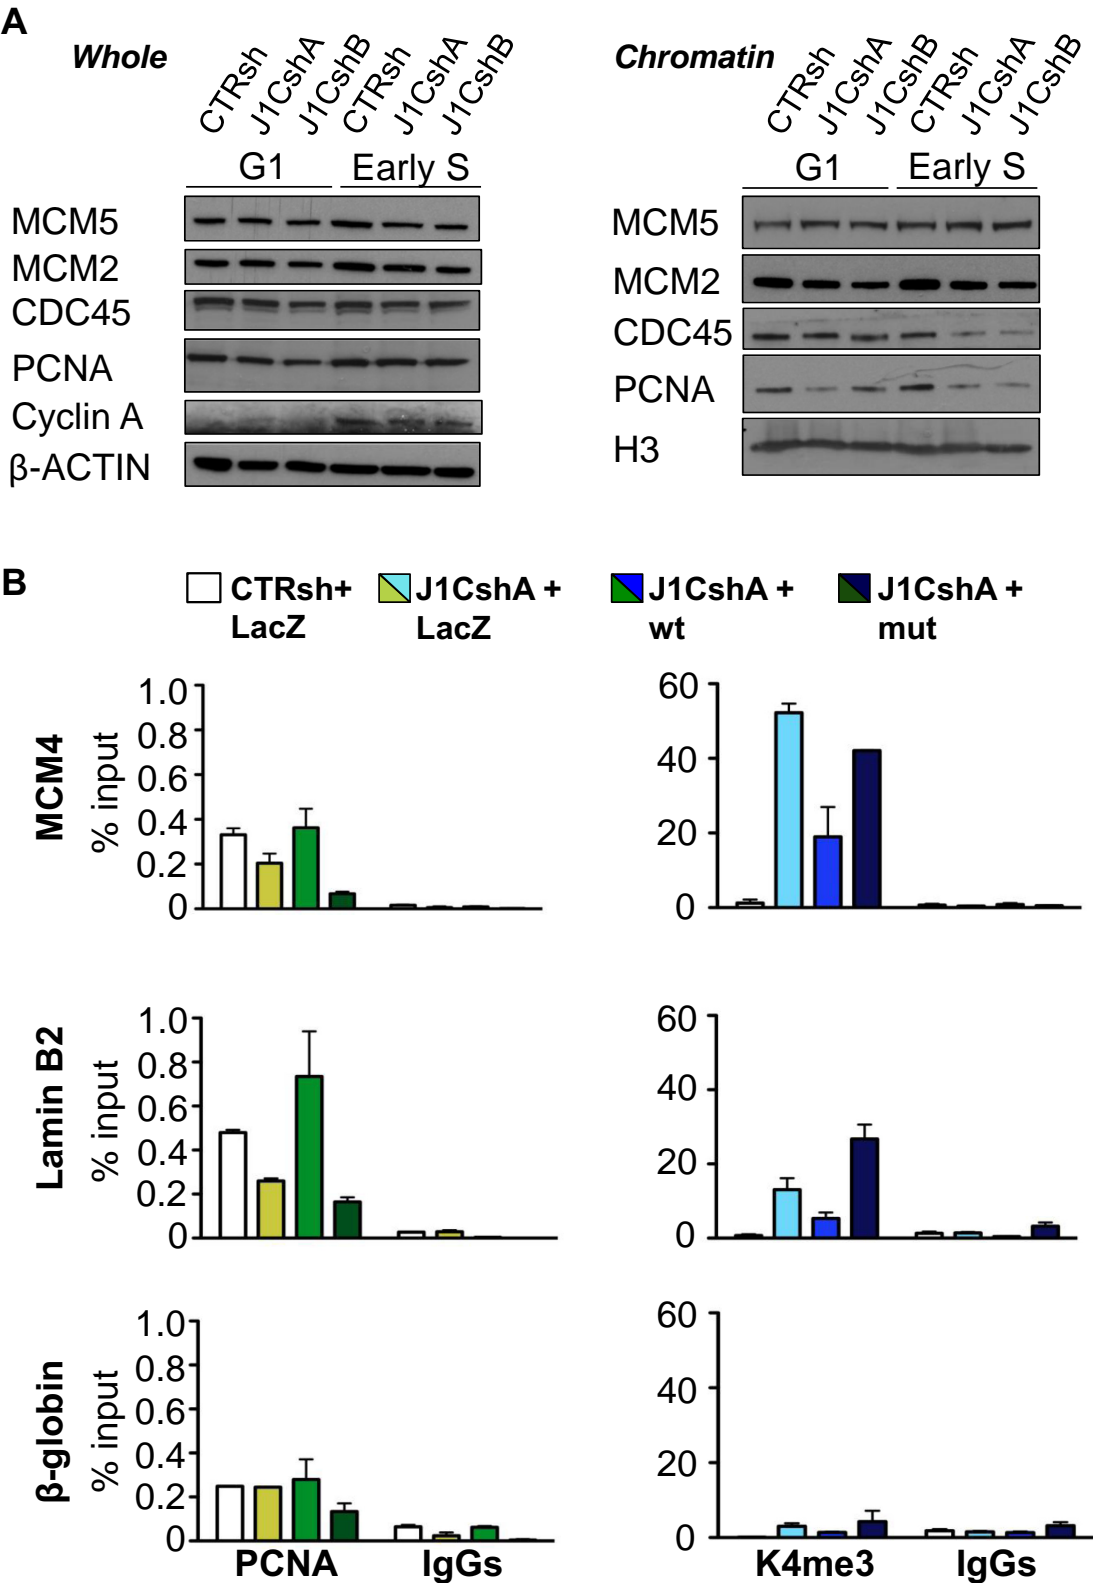 A
Whole
CTRsh J1CshA J1CshB CTRsh J1CshA J1CshB
G1 Early S
MCM5
MCM2
CDC45
PCNA
Cyclin A
β-ACTIN
Chromatin
CTRsh J1CshA J1CshB CTRsh J1CshA J1CshB
G1 Early S
MCM5
MCM2
CDC45
PCNA
H3
B
CTRsh+ LacZ
J1CshA + LacZ
J1CshA + wt
J1CshA + mut
MCM4
% input
1.0
0.8
0.6
0.4
0.2
0
60
40
20
0
Lamin B2
% input
1.0
0.8
0.6
0.4
0.2
0
60
40
20
0
β-globin
% input
1.0
0.8
0.6
0.4
0.2
0
PCNA IgGs
60
40
20
0
K4me3 IgGs